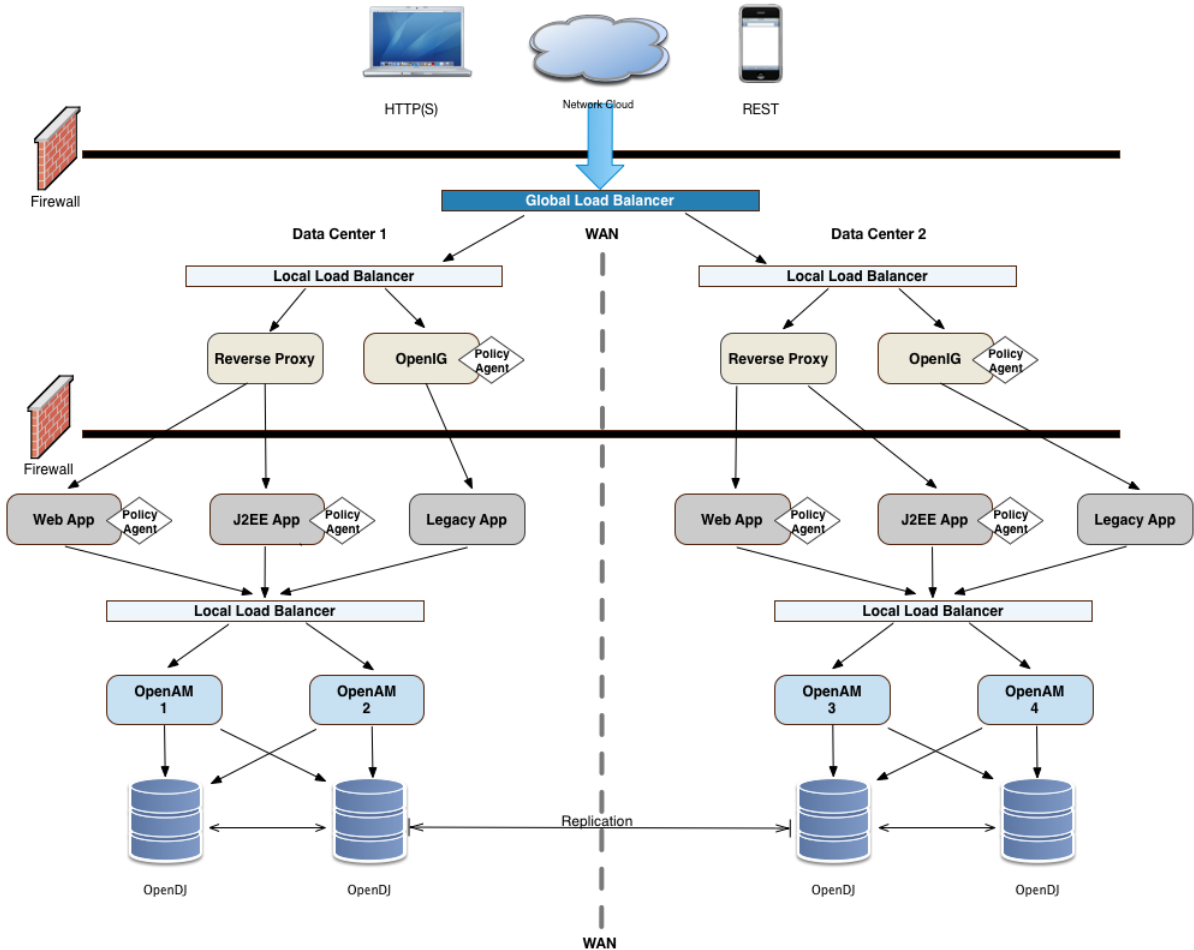 HTTP(S)
Network Cloud
REST
Firewall
Global Load Balancer
Data Center 1
WAN
Data Center 2
Local Load Balancer
Local Load Balancer
Reverse Proxy
OpenIG
Policy
Agent
Reverse Proxy
OpenIG
Policy
Agent
Firewall
Web App
Policy
Agent
J2EE App
Policy
Agent
Legacy App
Web App
Policy
Agent
J2EE App
Policy
Agent
Legacy App
Local Load Balancer
Local Load Balancer
OpenAM
1
OpenAM
2
OpenAM
3
OpenAM
4
Replication
OpenDJ
OpenDJ
OpenDJ
OpenDJ
WAN